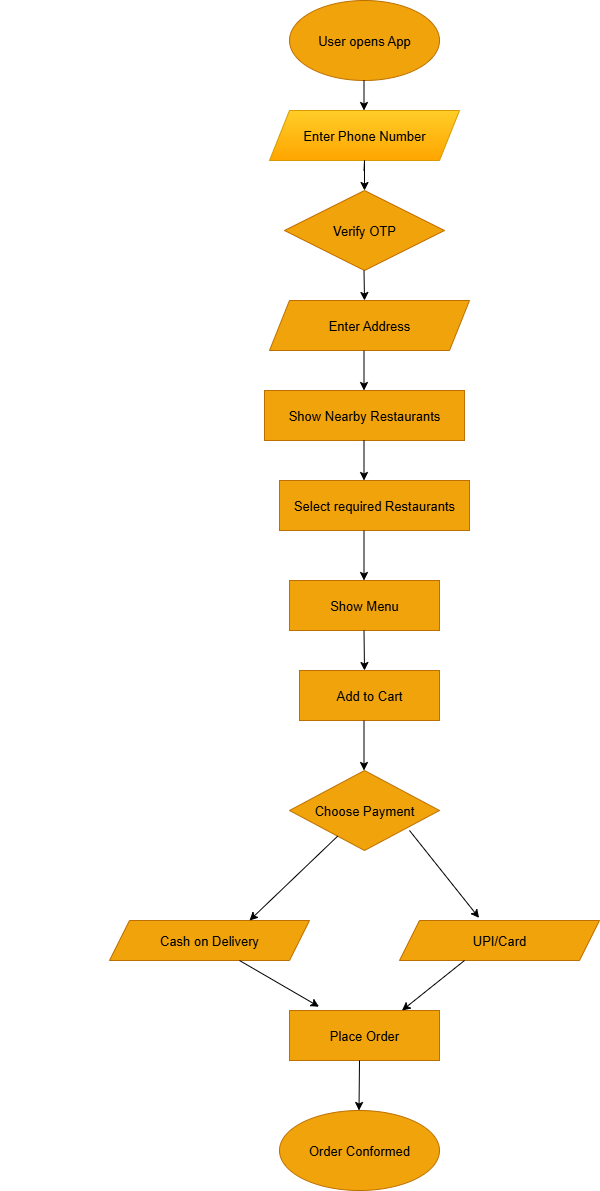 User opens App
Enter Phone Number
Verify OTP
Enter Address
Show Nearby Restaurants
Select required Restaurants
Show Menu
Add to Cart
Choose Payment
Cash on Delivery
UPI/Card
Place Order
Order Conformed